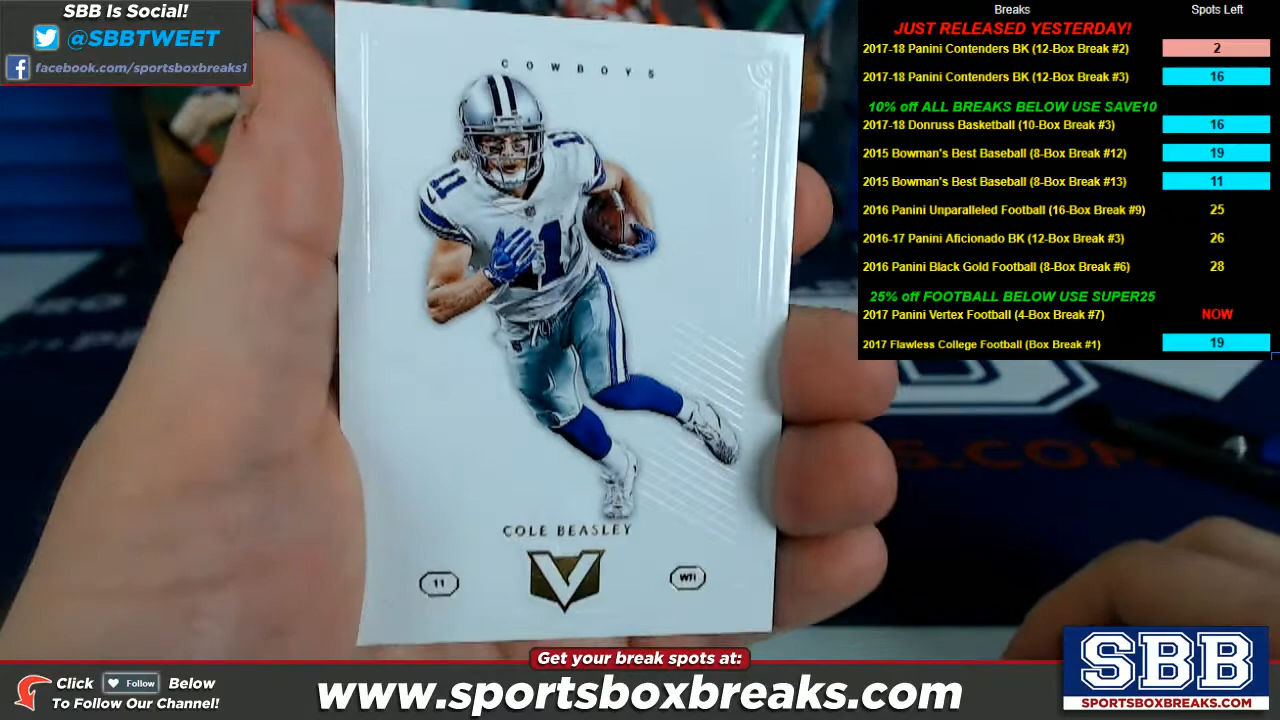 SBB Is Social!
@SBBTWEET
facebook.com/sportsboxbreaks1
Breaks Spots Left
JUST RELEASED YESTERDAY!
2017-18 Panini Contenders BK (12-Box Break #2) 2
2017-18 Panini Contenders BK (12-Box Break #3) 16
10% off ALL BREAKS BELOW USE SAVE10
2017-18 Donruss Basketball (10-Box Break #3) 16
2015 Bowman's Best Baseball (8-Box Break #12) 19
2015 Bowman's Best Baseball (8-Box Break #13) 11
2016 Panini Unparalleled Football (16-Box Break #9) 25
2016-17 Panini Aficionado BK (12-Box Break #3) 26
2016 Panini Black Gold Football (8-Box Break #6) 28
25% off FOOTBALL BELOW USE SUPER25
2017 Panini Vertex Football (4-Box Break #7) NOW
2017 Flawless College Football (Box Break #1) 19
COWBOYS
11
11
11
COLE BEASLEY
11
V
WR
S.COM
Get your break spots at:
www.sportsboxbreaks.com
Click Follow Below
To Follow Our Channel!
SBB
SPORTSBOXBREAKS.COM